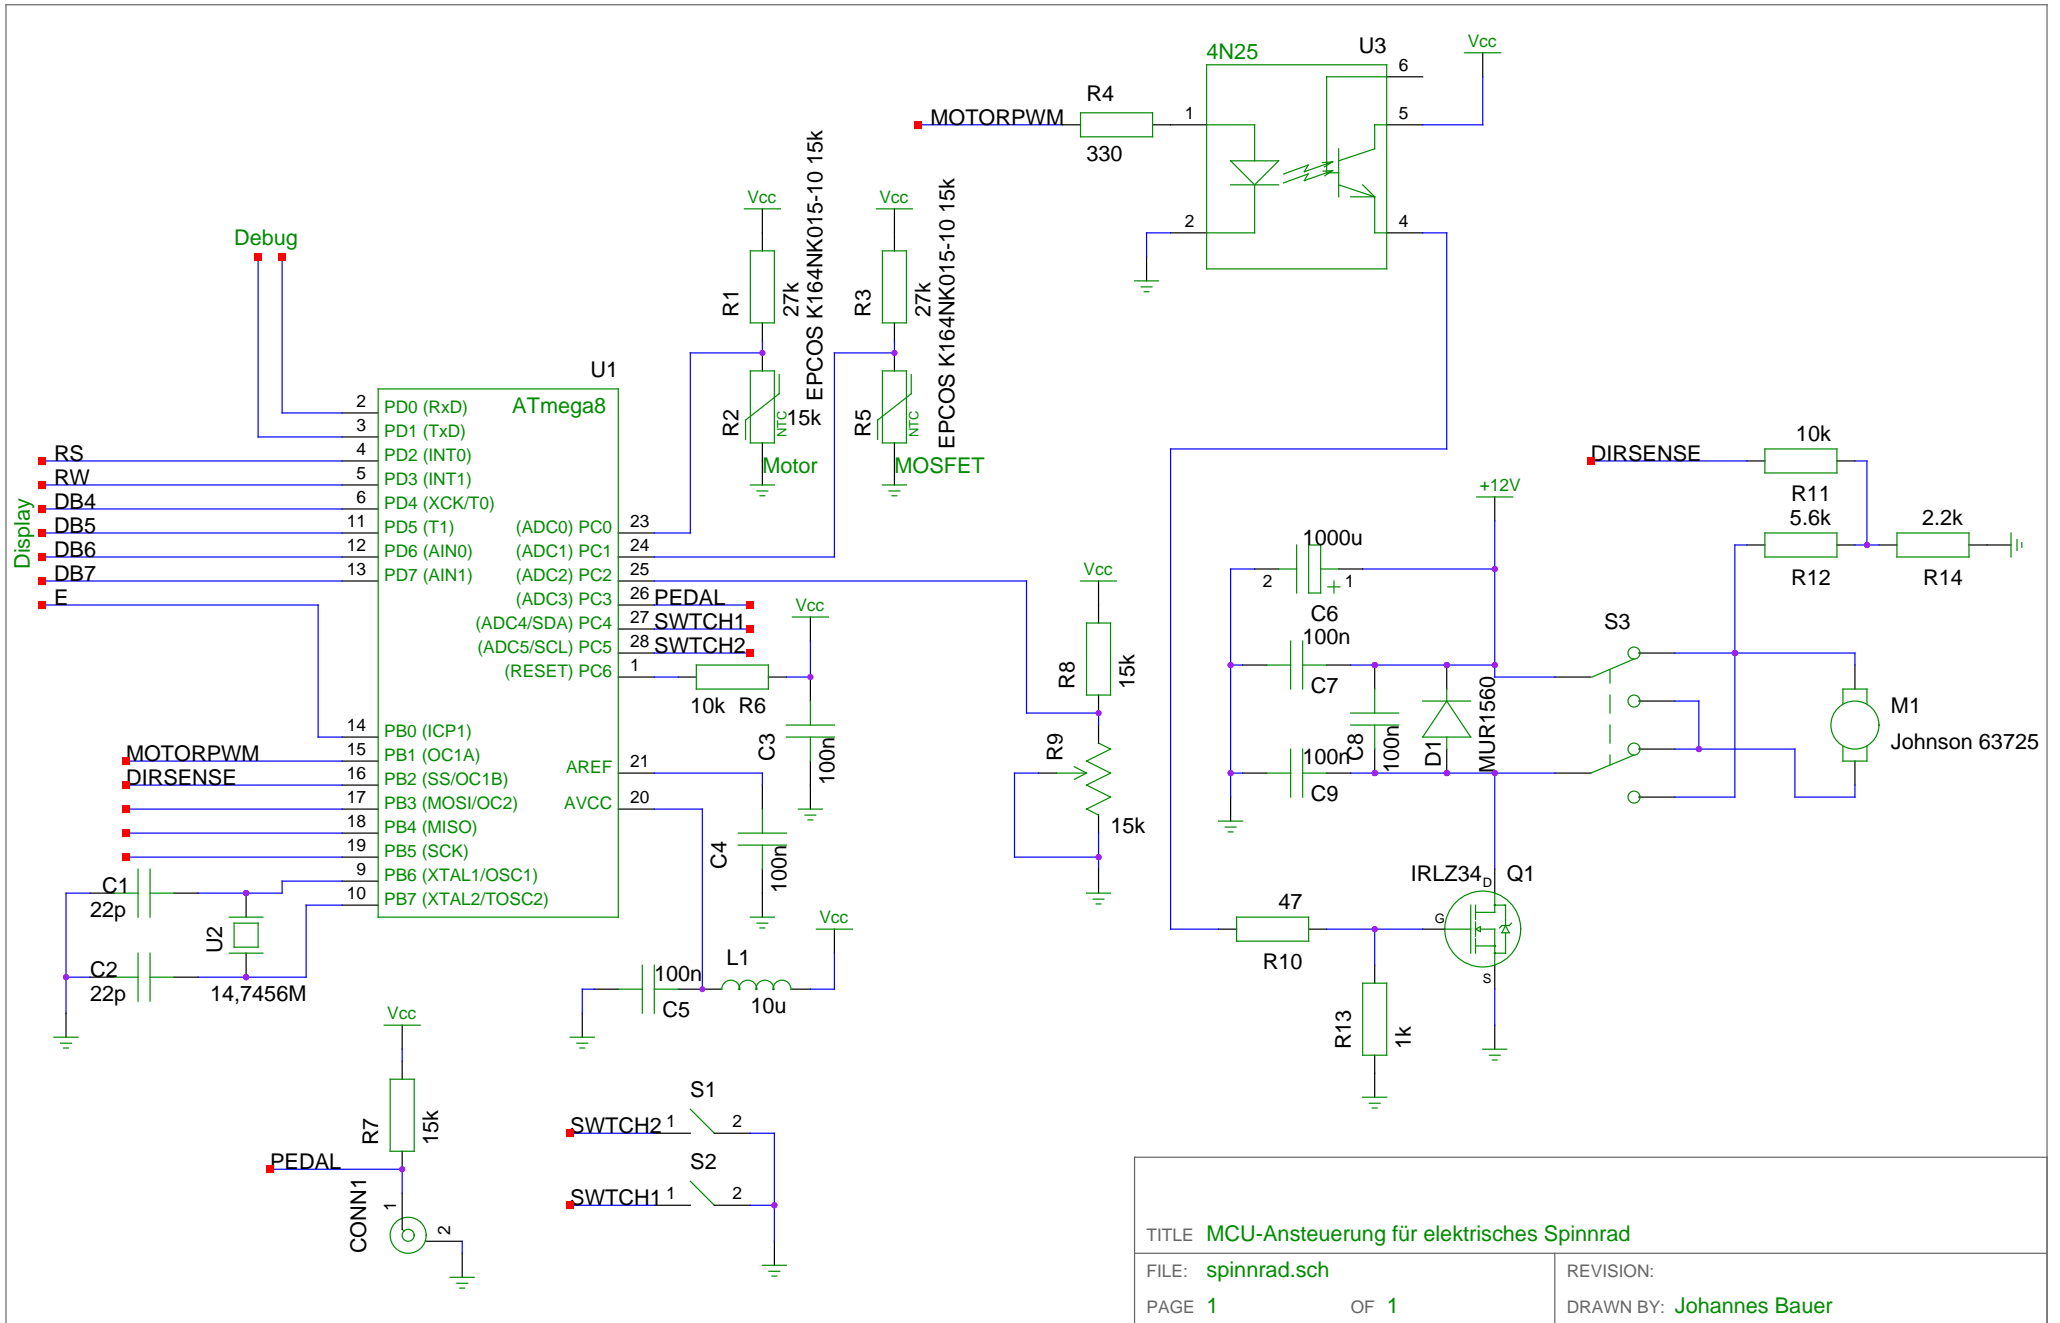 4N25
U3
Vcc
6
5
4
1
2
MOTORPWM
R4
330
Debug
Vcc
R1
27k
EPCOS K164NK015-10 15k
R2
NTC
15k
Motor
Vcc
R3
27k
EPCOS K164NK015-10 15k
R5
NTC
MOSFET
U1
ATmega8
Display
RS
RW
DB4
DB5
DB6
DB7
E
2 PD0 (RxD)
3 PD1 (TxD)
4 PD2 (INT0)
5 PD3 (INT1)
6 PD4 (XCK/T0)
11 PD5 (T1)
12 PD6 (AIN0)
13 PD7 (AIN1)
(ADC0) PC0 23
(ADC1) PC1 24
(ADC2) PC2 25
(ADC3) PC3 26 PEDAL
(ADC4/SDA) PC4 27 SWTCH1
(ADC5/SCL) PC5 28 SWTCH2
(RESET) PC6 1
14 PB0 (ICP1)
MOTORPWM 15 PB1 (OC1A)
DIRSENSE 16 PB2 (SS/OC1B)
17 PB3 (MOSI/OC2)
18 PB4 (MISO)
19 PB5 (SCK)
9 PB6 (XTAL1/OSC1)
10 PB7 (XTAL2/TOSC2)
AREF 21
AVCC 20
10k R6
Vcc
C3
100n
C4
100n
C1
22p
C2
22p
U2
14,7456M
100n
C5
L1
10u
Vcc
Vcc
R8
15k
R9
15k
DIRSENSE
10k
R11
5.6k
R12
2.2k
R14
+12V
1000u
2
1
+
C6
100n
C7
C8
100n
100n
C9
D1
MUR1560
S3
M1
Johnson 63725
IRLZ34
Q1
D
G
S
47
R10
R13
1k
Vcc
R7
15k
PEDAL
CONN1
1
2
S1
SWTCH2 1 2
S2
SWTCH1 1 2
TITLE MCU-Ansteuerung für elektrisches Spinnrad
FILE: spinnrad.sch
REVISION:
PAGE 1 OF 1
DRAWN BY: Johannes Bauer